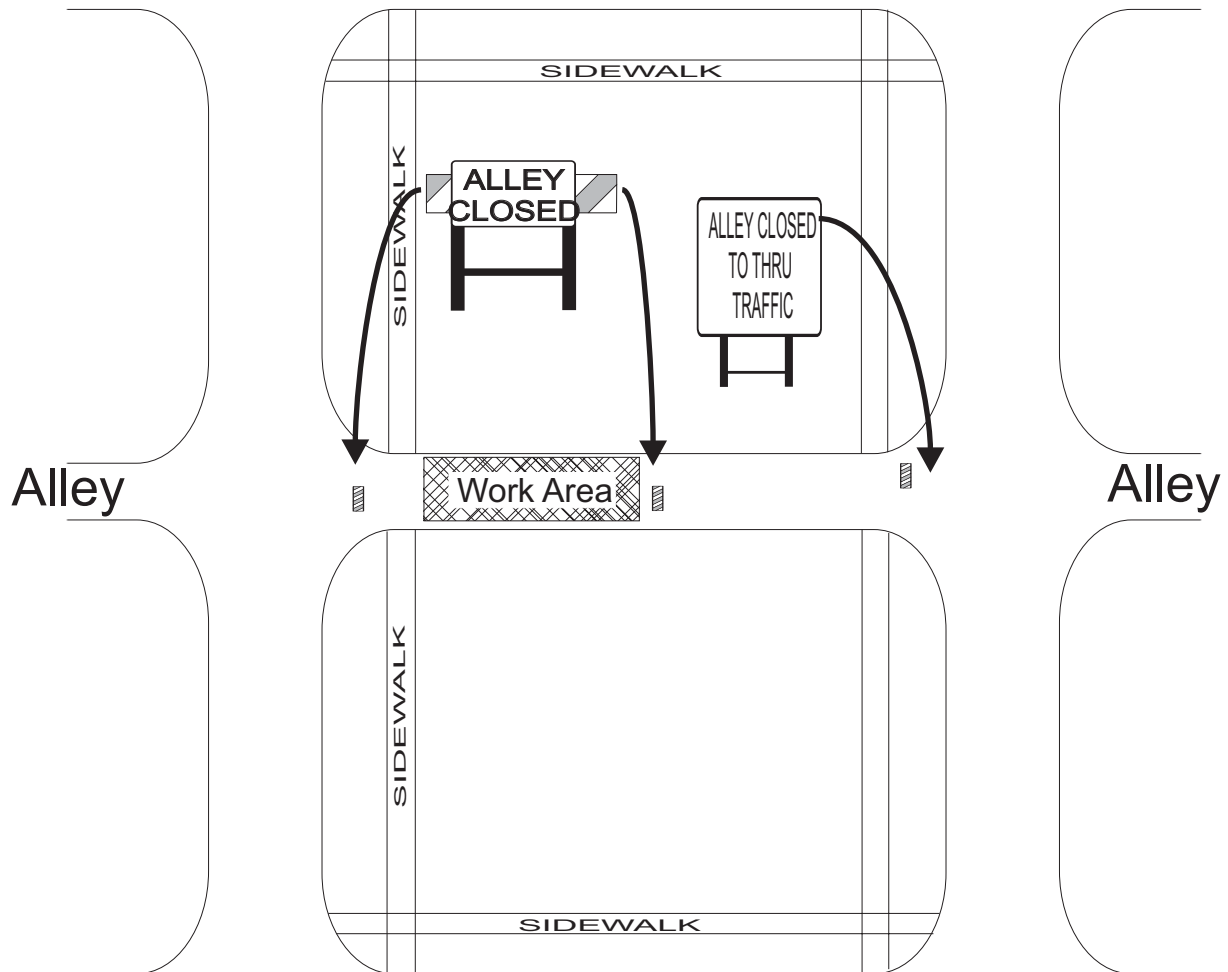 SIDEWALK
SIDEWALK
ALLEY
CLOSED
ALLEY CLOSED
TO THRU
TRAFFIC
Alley
Work Area
Alley
SIDEWALK
SIDEWALK